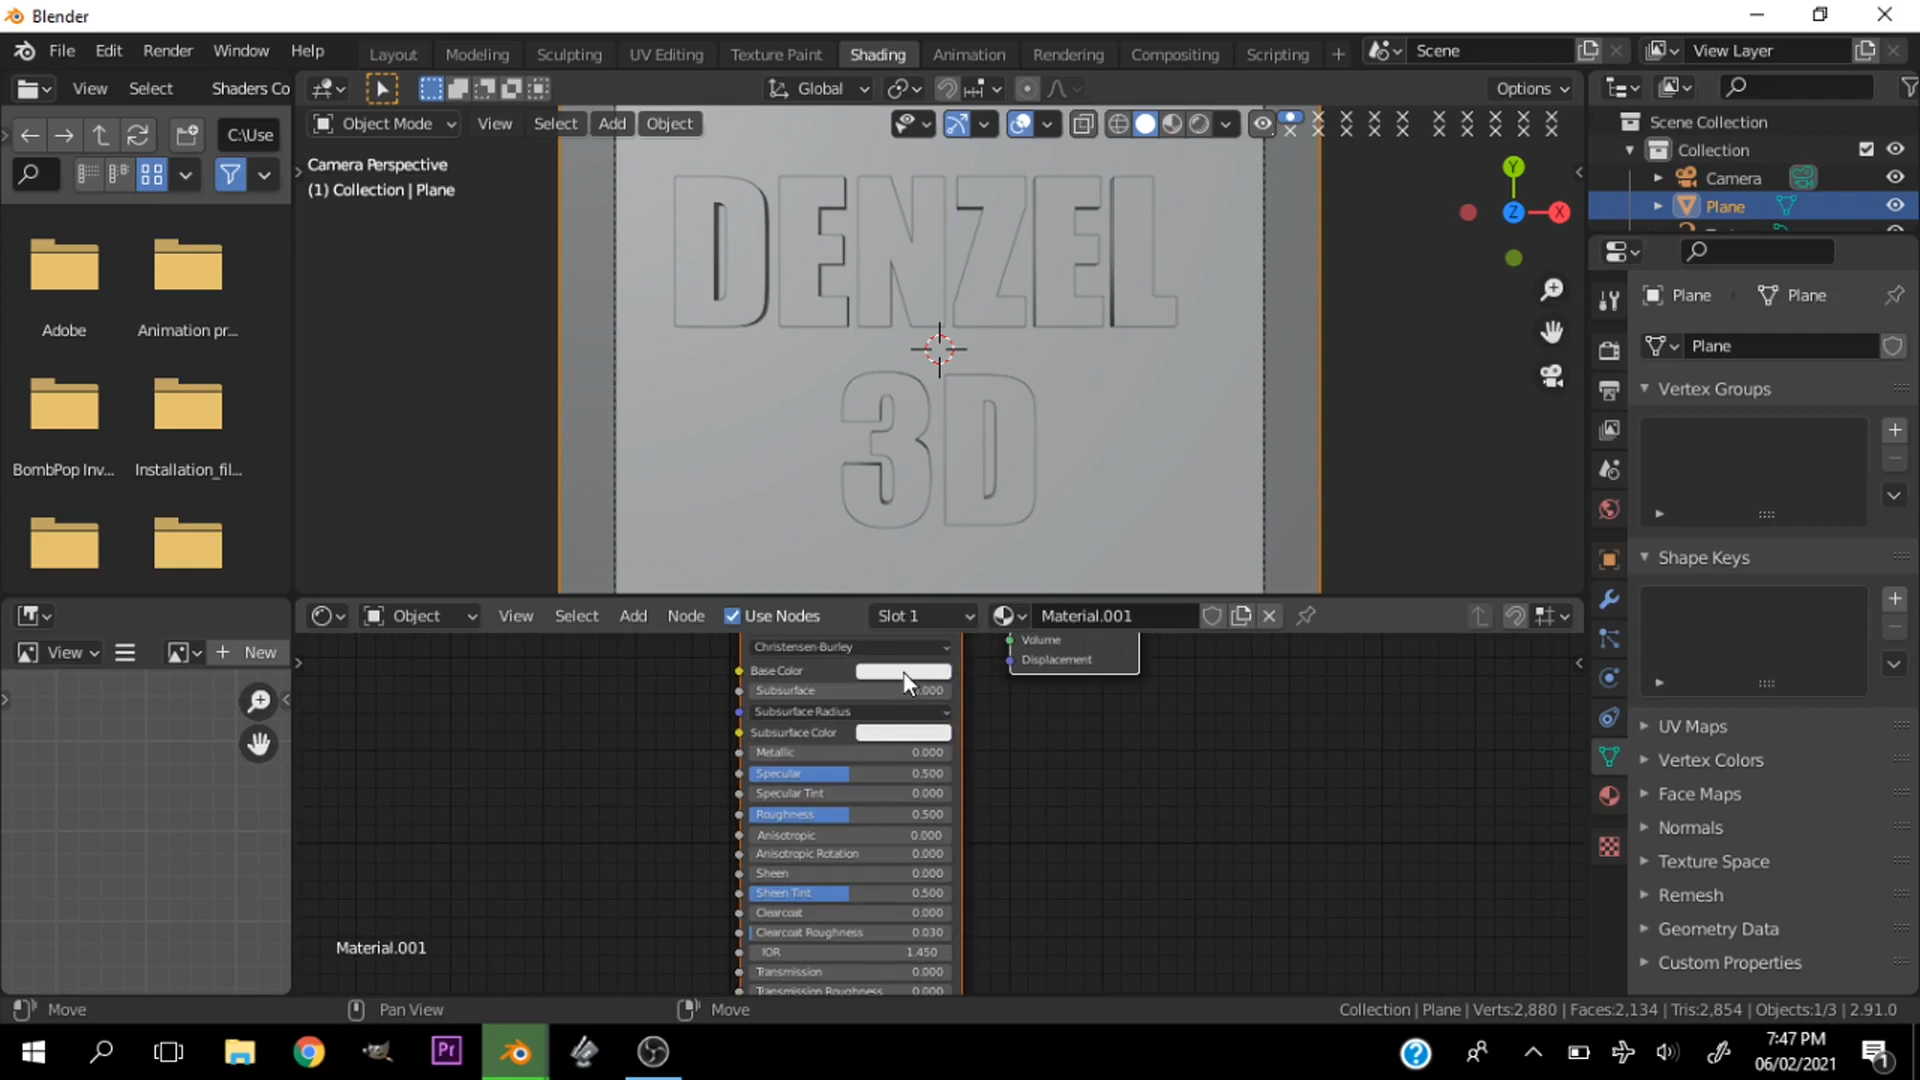 Blender
File Edit Render Window Help
Layout Modeling Sculpting UV Editing Texture Paint Shading Animation Rendering Compositing Scripting +
Scene
View Layer
View Select Shaders Co
Global
Options
C:\Use
Object Mode View Select Add Object
Camera Perspective
(1) Collection | Plane
Y
Z
X
DENZEL
3D
Adobe
Animation pr...
BombPop Inv...
Installation_fil...
Scene Collection
Collection
Camera
Plane
Plane
Plane
Plane
Vertex Groups
Shape Keys
UV Maps
Vertex Colors
Face Maps
Normals
Texture Space
Remesh
Geometry Data
Custom Properties
Object View Select Add Node Use Nodes Slot 1 Material.001
View
New
Christensen-Burley
Base Color
Subsurface
Subsurface Radius
Subsurface Color
Metallic 0.000
Specular 0.500
Specular Tint 0.000
Roughness 0.500
Anisotropic 0.000
Anisotropic Rotation 0.000
Sheen 0.000
Sheen Tint 0.500
Clearcoat 0.000
Clearcoat Roughness 0.030
IOR 1.450
Transmission 0.000
Transmission Roughness 0.000
Volume
Displacement
Material.001
Move
Pan View
Move
Collection | Plane | Verts:2,880 | Faces:2,134 | Tris:2,854 | Objects:1/3 | 2.91.0
Pr
7:47 PM
06/02/2021
1